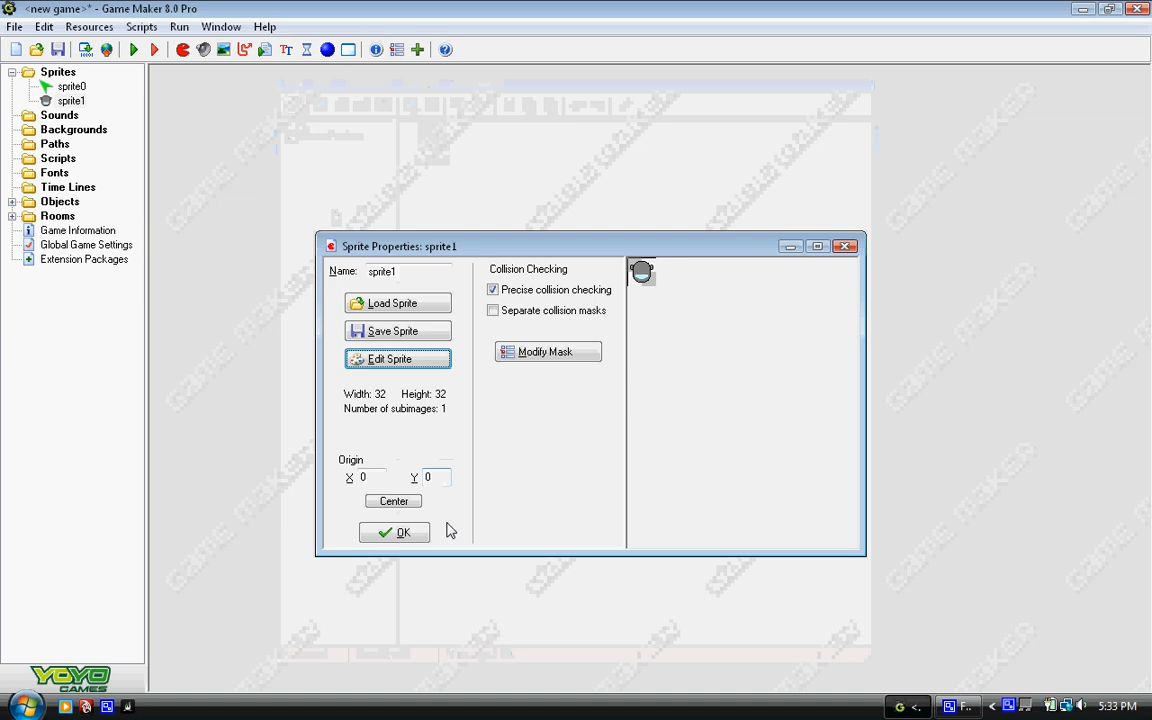 <new game>* - Game Maker 8.0 Pro
File Edit Resources Scripts Run Window Help
Sprites
sprite0
sprite1
Sounds
Backgrounds
Paths
Scripts
Fonts
Time Lines
Objects
Rooms
Game Information
Global Game Settings
Extension Packages
Sprite Properties: sprite1
Name: sprite1
Load Sprite
Save Sprite
Edit Sprite
Width: 32 Height: 32
Number of subimages: 1
Origin
X 0 Y 0
Center
OK
Collision Checking
Precise collision checking
Separate collision masks
Modify Mask
game maker
YOYO
GAMES
<.
F..
5:33 PM